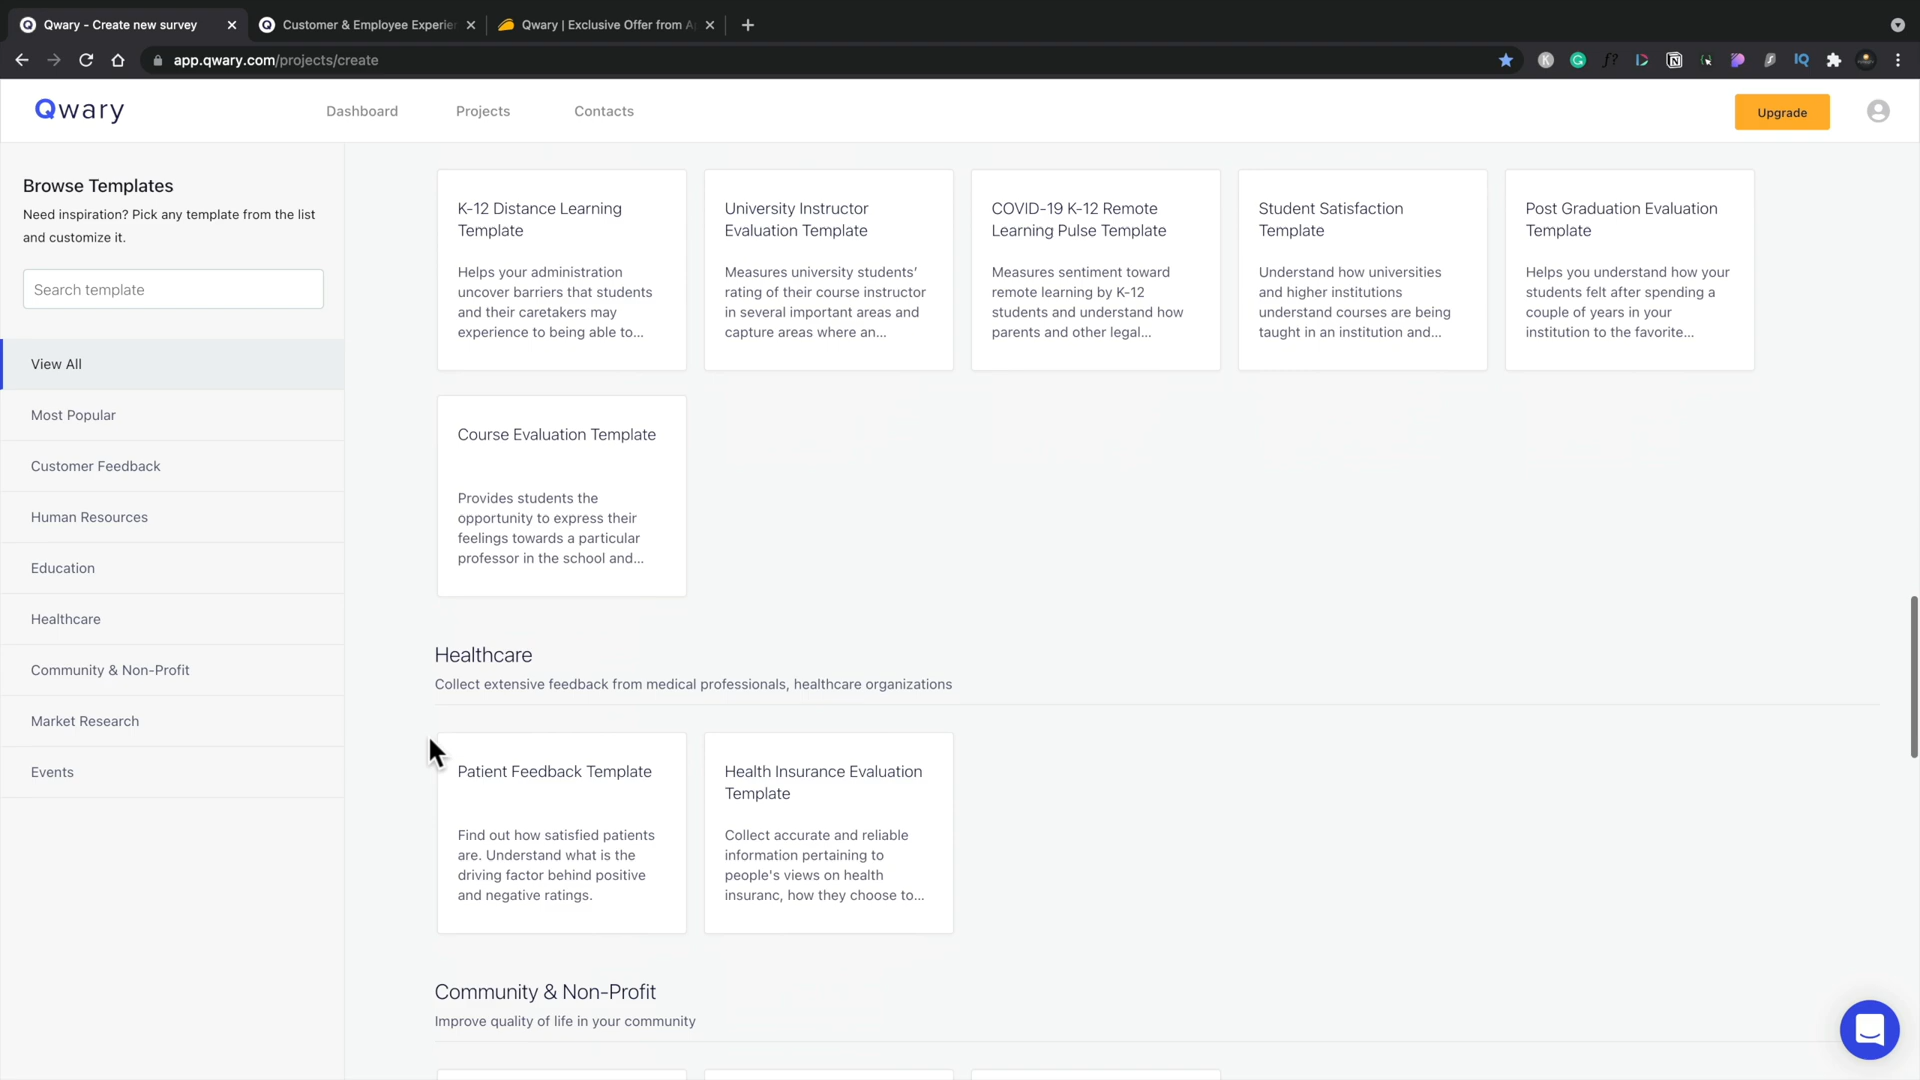 Qwary - Create new survey
Customer & Employee Experie
Qwary | Exclusive Offer from A
app.qwary.com/projects/create
Qwary
Dashboard
Projects
Contacts
Upgrade
Browse Templates
Need inspiration? Pick any template from the list
and customize it.
Search template
View All
Most Popular
Customer Feedback
Human Resources
Education
Healthcare
Community & Non-Profit
Market Research
Events
K-12 Distance Learning
Template
Helps your administration
uncover barriers that students
and their caretakers may
experience to being able to...
University Instructor
Evaluation Template
Measures university students’
rating of their course instructor
in several important areas and
capture areas where an...
COVID-19 K-12 Remote
Learning Pulse Template
Measures sentiment toward
remote learning by K-12
students and understand how
parents and other legal...
Student Satisfaction
Template
Understand how universities
and higher institutions
understand courses are being
taught in an institution and...
Post Graduation Evaluation
Template
Helps you understand how your
students felt after spending a
couple of years in your
institution to the favorite...
Course Evaluation Template
Provides students the
opportunity to express their
feelings towards a particular
professor in the school and...
Healthcare
Collect extensive feedback from medical professionals, healthcare organizations
Patient Feedback Template
Find out how satisfied patients
are. Understand what is the
driving factor behind positive
and negative ratings.
Health Insurance Evaluation
Template
Collect accurate and reliable
information pertaining to
people's views on health
insuranc, how they choose to...
Community & Non-Profit
Improve quality of life in your community